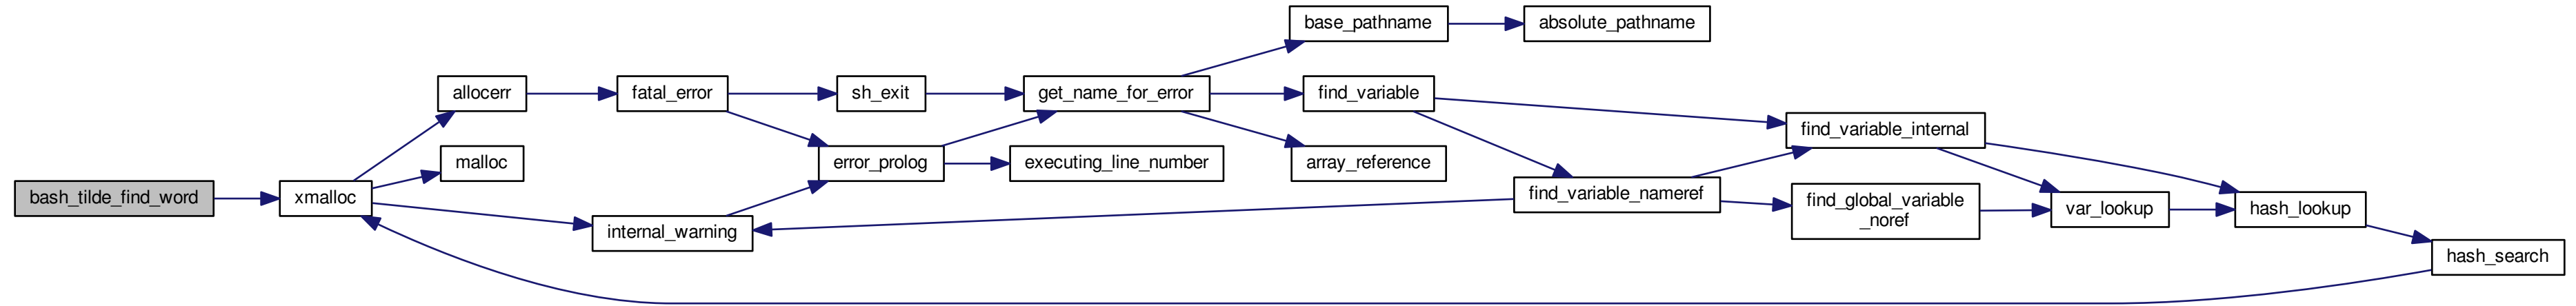 base_pathname
absolute_pathname
allocerr
fatal_error
sh_exit
get_name_for_error
find_variable
find_variable_internal
malloc
error_prolog
executing_line_number
array_reference
bash_tilde_find_word
xmalloc
internal_warning
find_variable_nameref
find_global_variable
_noref
var_lookup
hash_lookup
hash_search